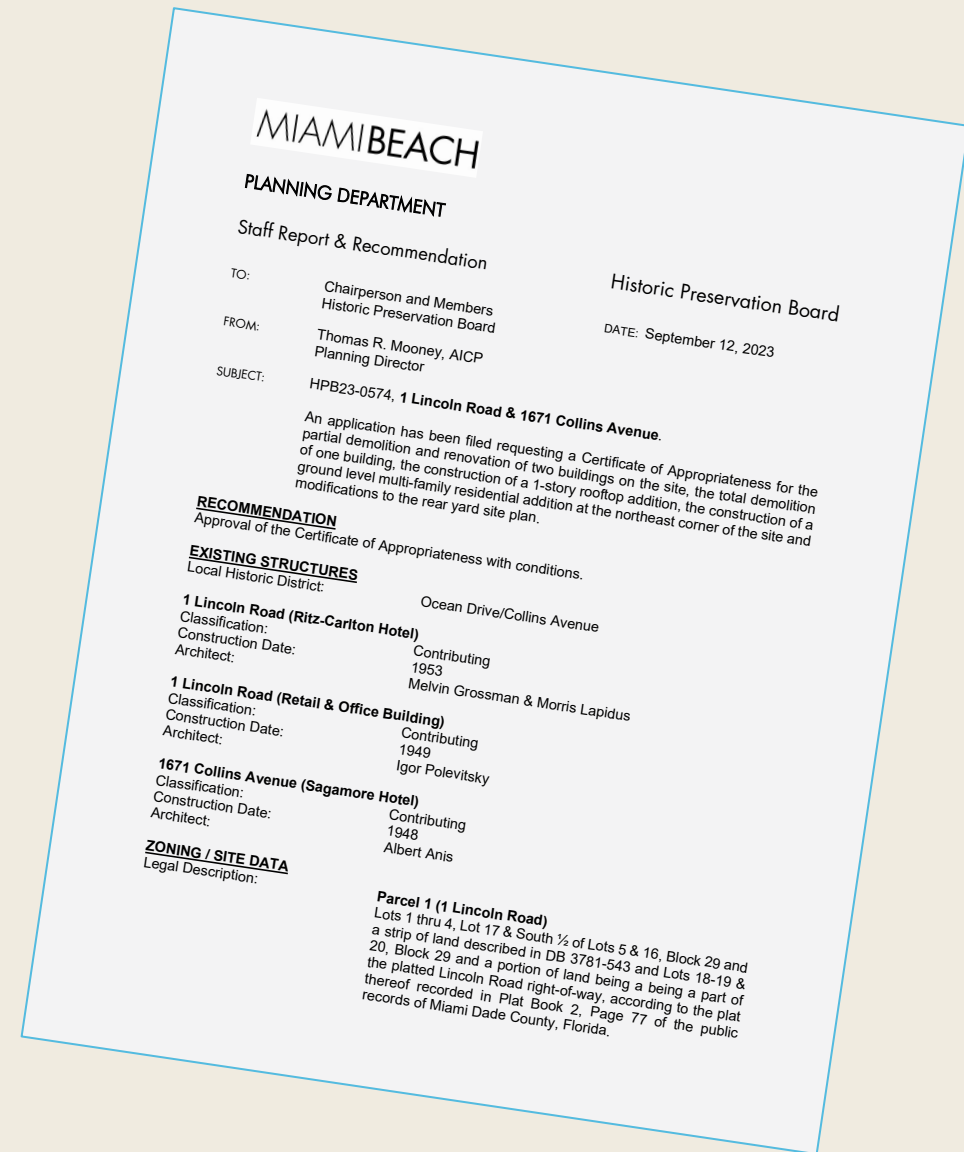 MIAMIBEACH
PLANNING DEPARTMENT
Staff Report & Recommendation
Historic Preservation Board
TO: Chairperson and Members
Historic Preservation Board
DATE: September 12, 2023
FROM: Thomas R. Mooney, AICP
Planning Director
SUBJECT: HPB23-0574, 1 Lincoln Road & 1671 Collins Avenue.
An application has been filed requesting a Certificate of Appropriateness for the
partial demolition and renovation of two buildings on the site, the total demolition
of one building, the construction of a 1-story rooftop addition, the construction of a
ground level multi-family residential addition at the northeast corner of the site and
modifications to the rear yard site plan.
RECOMMENDATION
Approval of the Certificate of Appropriateness with conditions.
EXISTING STRUCTURES
Local Historic District: Ocean Drive/Collins Avenue
1 Lincoln Road (Ritz-Carlton Hotel)
Classification: Contributing
Construction Date: 1953
Architect: Melvin Grossman & Morris Lapidus
1 Lincoln Road (Retail & Office Building)
Classification: Contributing
Construction Date: 1949
Architect: Igor Polevitsky
1671 Collins Avenue (Sagamore Hotel)
Classification: Contributing
Construction Date: 1948
Architect: Albert Anis
ZONING / SITE DATA
Legal Description:
Parcel 1 (1 Lincoln Road)
Lots 1 thru 4, Lot 17 & South ½ of Lots 5 & 16, Block 29 and
a strip of land described in DB 3781-543 and Lots 18-19 &
20, Block 29 and a portion of land being a being a part of
the platted Lincoln Road right-of-way, according to the plat
thereof recorded in Plat Book 2, Page 77 of the public
records of Miami Dade County, Florida.